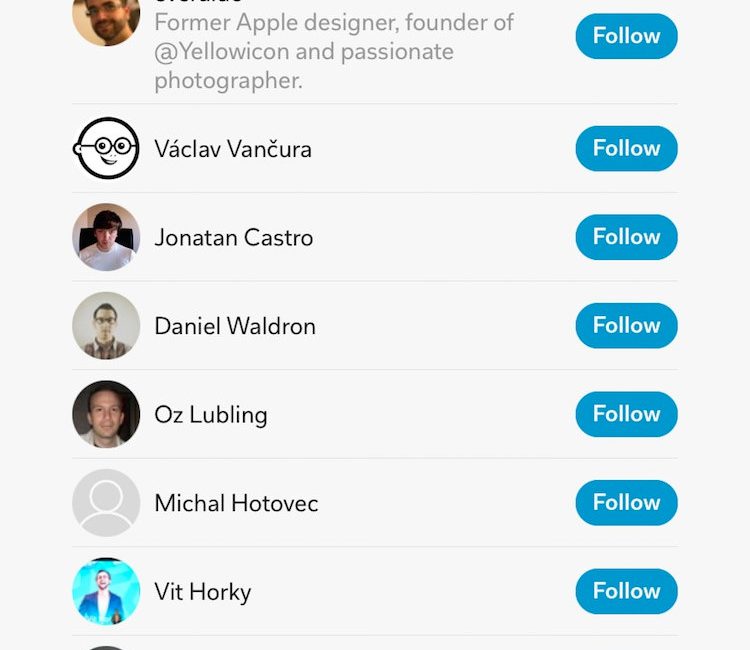 Former Apple designer, founder of
@Yellowicon and passionate
photographer.
Follow
Václav Vančura
Follow
Jonatan Castro
Follow
Daniel Waldron
Follow
Oz Lubling
Follow
Michal Hotovec
Follow
Vit Horky
Follow